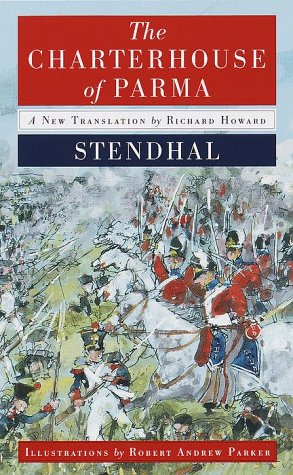 The
CHARTERHOUSE
of PARMA
A New Translation by Richard Howard
STENDHAL
Illustrations by Robert Andrew Parker